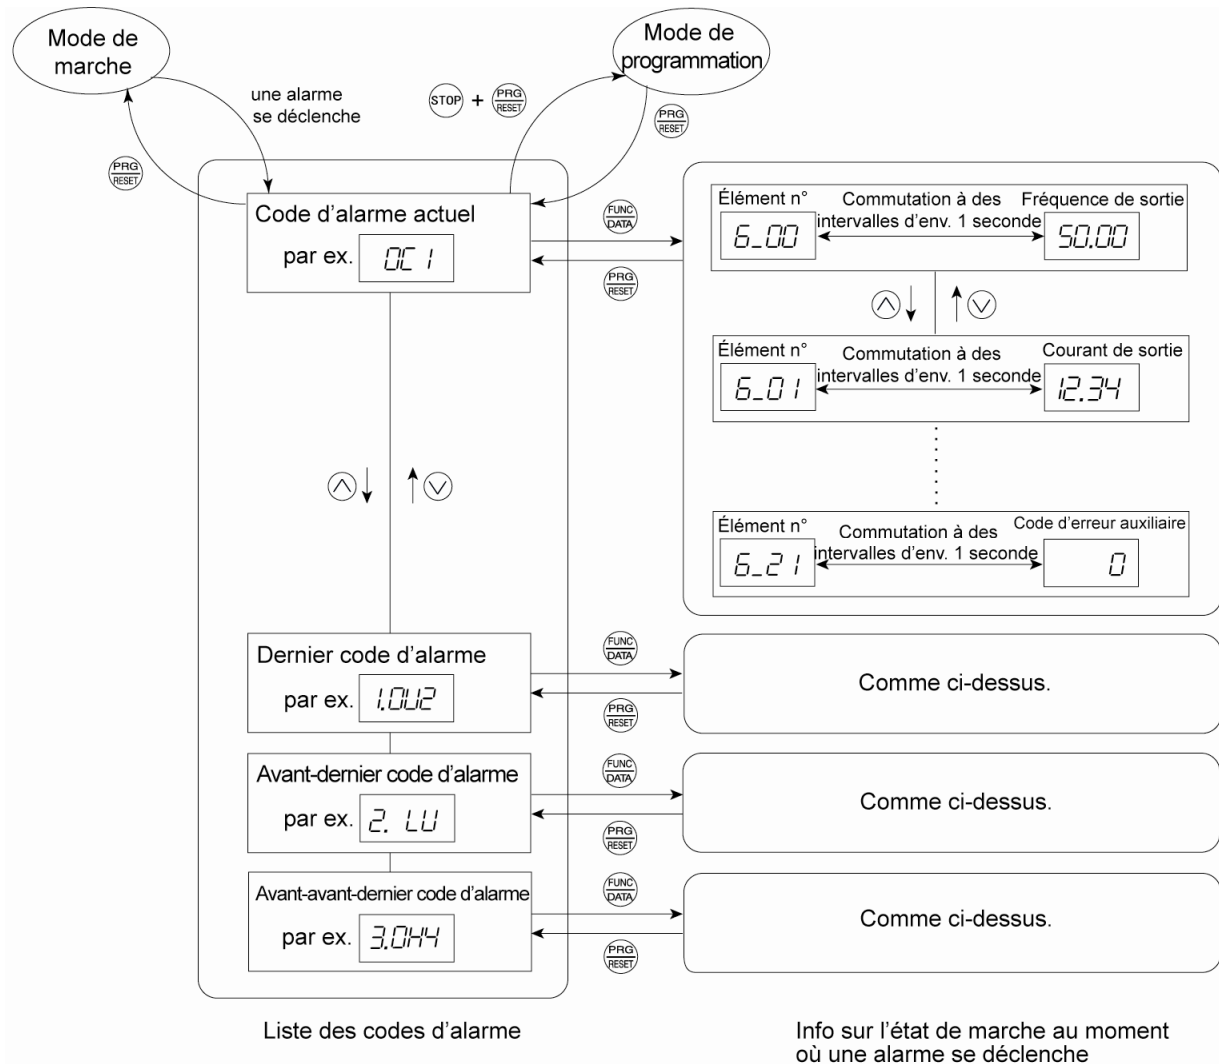 Mode de
marche
Mode de
programmation
une alarme
se déclenche
STOP + PRG
RESET
PRG
RESET
PRG
RESET
Code d'alarme actuel
par ex. OC1
FUNC
DATA
PRG
RESET
Élément n° Commutation à des Fréquence de sortie
intervalles d'env. 1 seconde
6_00 50.00
Élément n° Commutation à des Courant de sortie
intervalles d'env. 1 seconde
6_01 12.34
Élément n° Commutation à des Code d'erreur auxiliaire
intervalles d'env. 1 seconde
6_21 0
Dernier code d'alarme
par ex. 1.OU2
FUNC
DATA
PRG
RESET
Comme ci-dessus.
Avant-dernier code d'alarme
par ex. 2. LU
FUNC
DATA
PRG
RESET
Comme ci-dessus.
Avant-avant-dernier code d'alarme
par ex. 3.OH4
FUNC
DATA
PRG
RESET
Comme ci-dessus.
Liste des codes d'alarme
Info sur l'état de marche au moment
où une alarme se déclenche